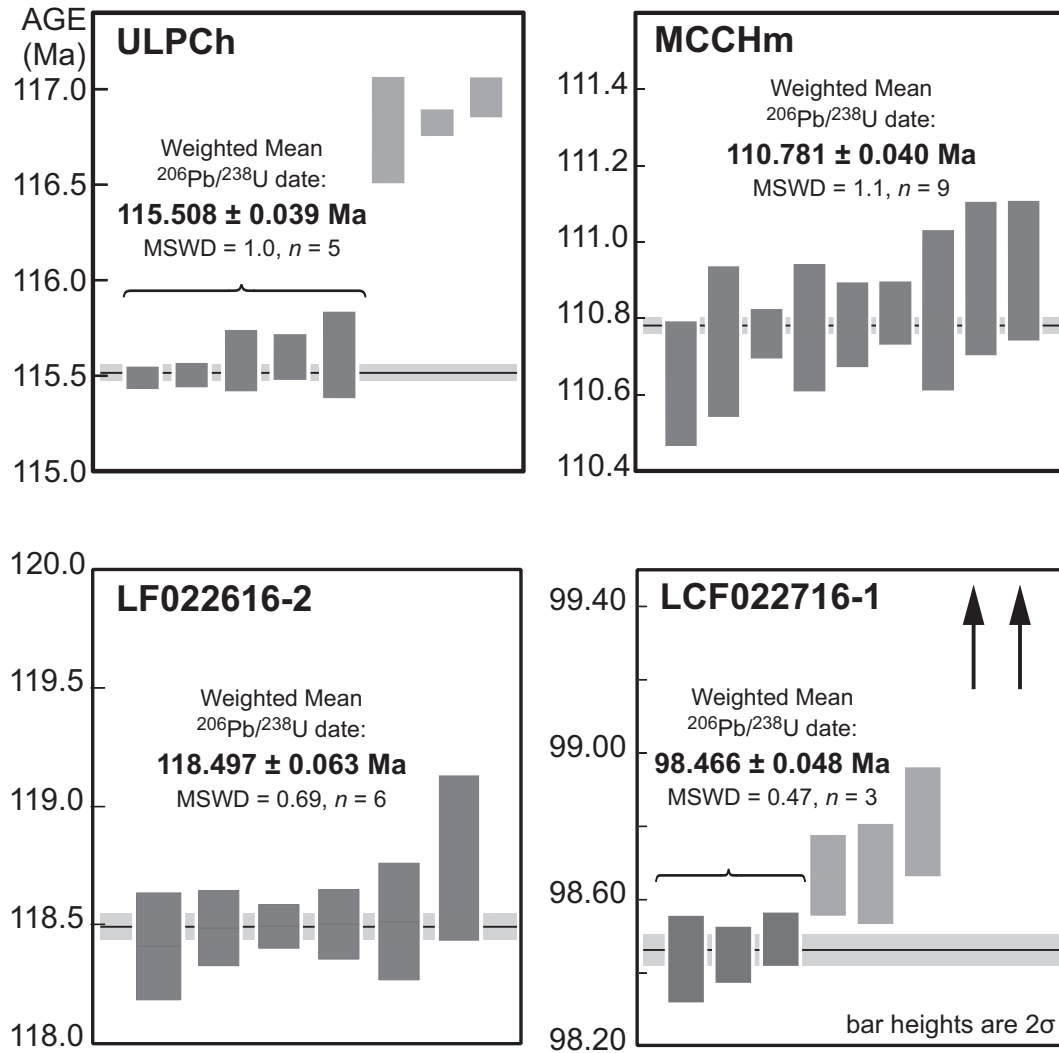 AGE
(Ma)
ULPCh
117.0
116.5
116.0
115.5
115.0
Weighted Mean
²⁰⁶Pb/²³⁸U date:
115.508 ± 0.039 Ma
MSWD = 1.0, n = 5
MCCHm
111.4
111.2
111.0
110.8
110.6
110.4
Weighted Mean
²⁰⁶Pb/²³⁸U date:
110.781 ± 0.040 Ma
MSWD = 1.1, n = 9
LF022616-2
120.0
119.5
119.0
118.5
118.0
Weighted Mean
²⁰⁶Pb/²³⁸U date:
118.497 ± 0.063 Ma
MSWD = 0.69, n = 6
LCF022716-1
99.40
99.00
98.60
98.20
Weighted Mean
²⁰⁶Pb/²³⁸U date:
98.466 ± 0.048 Ma
MSWD = 0.47, n = 3
bar heights are 2σ